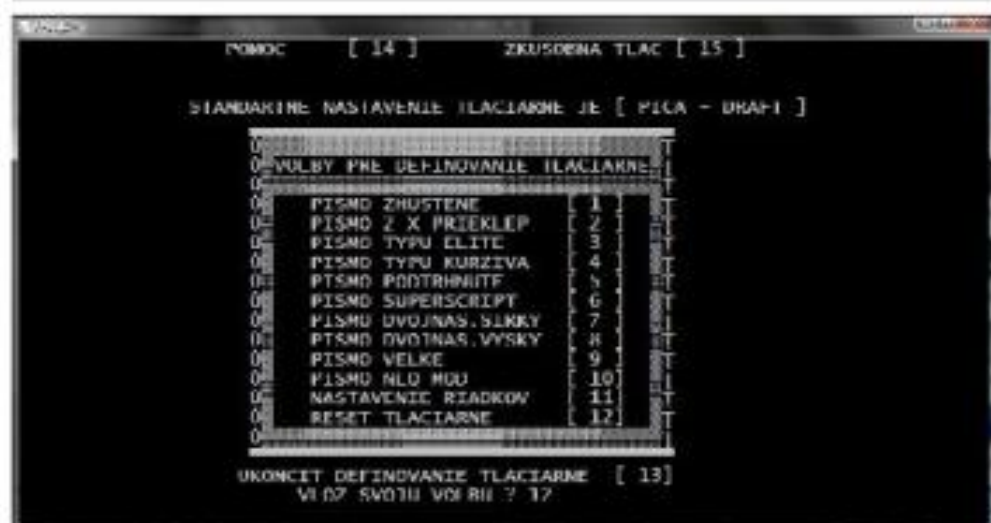 POMOC [ 14 ] ZKUSOBNA TLAC [ 15 ]
STANDARTNE NASTAVENIE TLACIARNE JE [ PICA - DRAFT ]
VOLBY PRE DEFINOVANIE TLACIARNE
PISMO ZHUSTENE [ 1 ]
PISMO 2 X PRIEKLEP [ 2 ]
PISMO TYPU ELITE [ 3 ]
PISMO TYPU KURZIVA [ 4 ]
PISMO PODTRHNUTE [ 5 ]
PISMO SUPERSCRIPT [ 6 ]
PISMO DVOJNAS.SIRKY [ 7 ]
PISMO DVOJNAS.VYSKY [ 8 ]
PISMO VELKE [ 9 ]
PISMO NLO MOD [ 10]
NASTAVENIE RIADKOV [ 11]
RESET TLACIARNE [ 12]
UKONCIT DEFINOVANIE TLACIARNE [ 13]
VLOZ SVOJU VOLBU ? 12